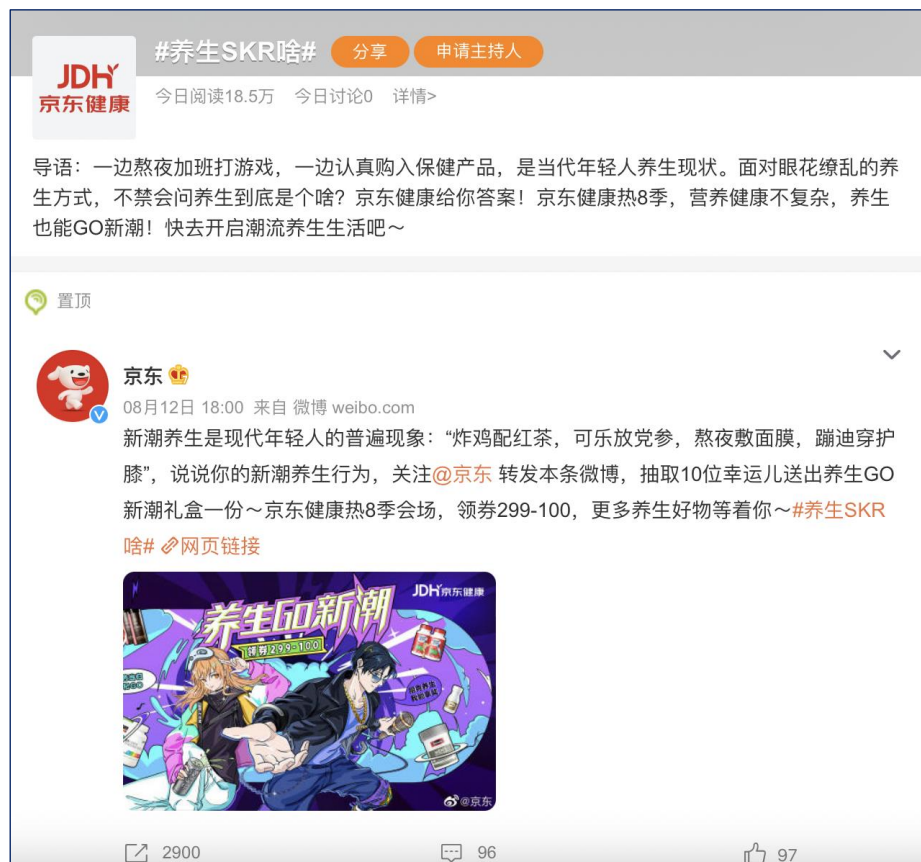 #养生SKR啥# 分享 申请主持人
JDH
京东健康
今日阅读18.5万 今日讨论0 详情>
导语：一边熬夜加班打游戏，一边认真购入保健产品，是当代年轻人养生现状。面对眼花缭乱的养
生方式，不禁会问养生到底是个啥？京东健康给你答案！京东健康热8季，营养健康不复杂，养生
也能GO新潮！快去开启潮流养生生活吧～
置顶
京东
08月12日 18:00 来自 微博 weibo.com
新潮养生是现代年轻人的普遍现象：“炸鸡配红茶，可乐放党参，熬夜敷面膜，蹦迪穿护
膝”，说说你的新潮养生行为，关注@京东 转发本条微博，抽取10位幸运儿送出养生GO
新潮礼盒一份～京东健康热8季会场，领券299-100，更多养生好物等着你～#养生SKR
啥# 网页链接
JDH京东健康
养生GO新潮
领券299-100
@京东
2900 96 97